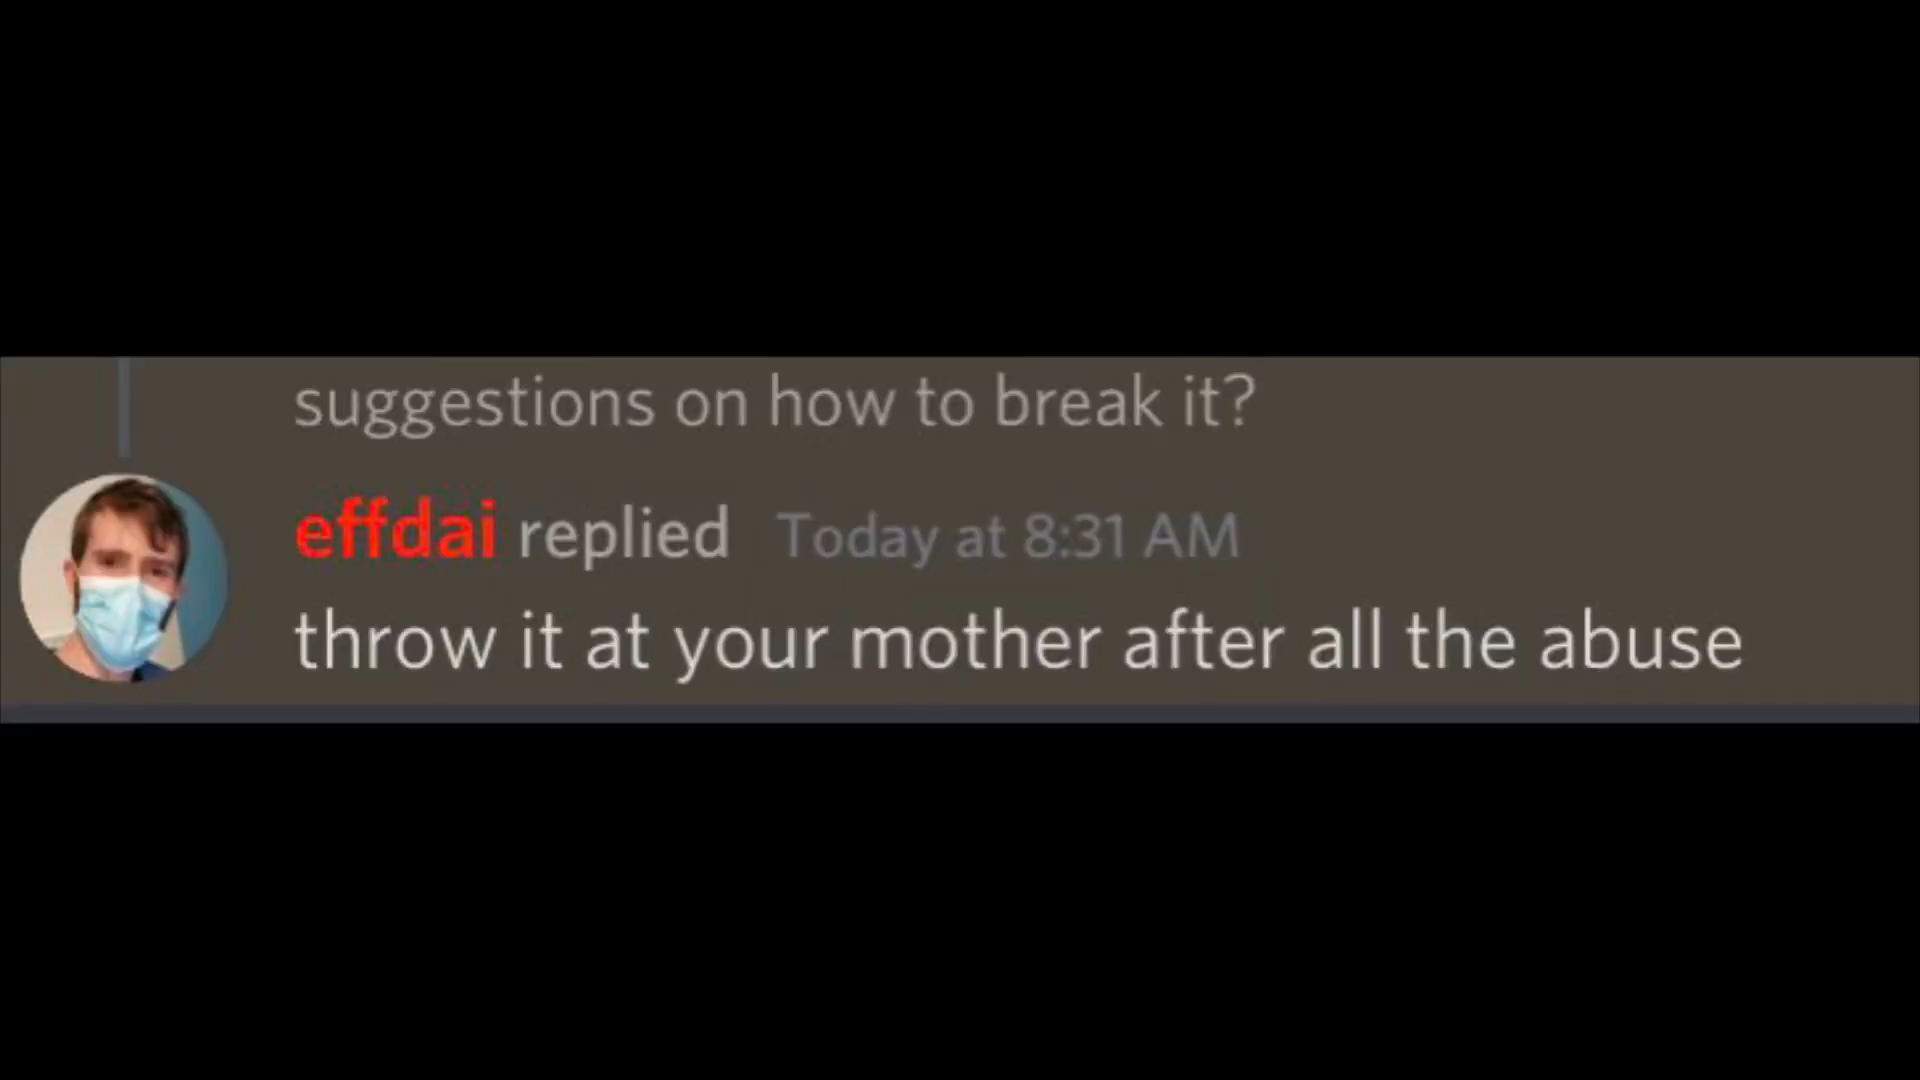 suggestions on how to break it?
effdai replied Today at 8:31 AM
throw it at your mother after all the abuse